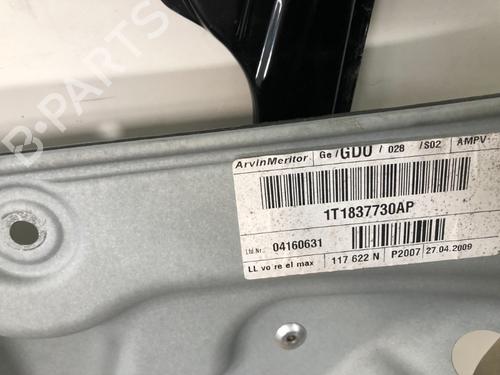 B-PARTS
ArvinMeritor Ge/GDO / 028 /S02 AMPV
1T1837730AP
Lfd Nr.: 04160631
LL vo re el max 117 622 N P2007 27.04.2009